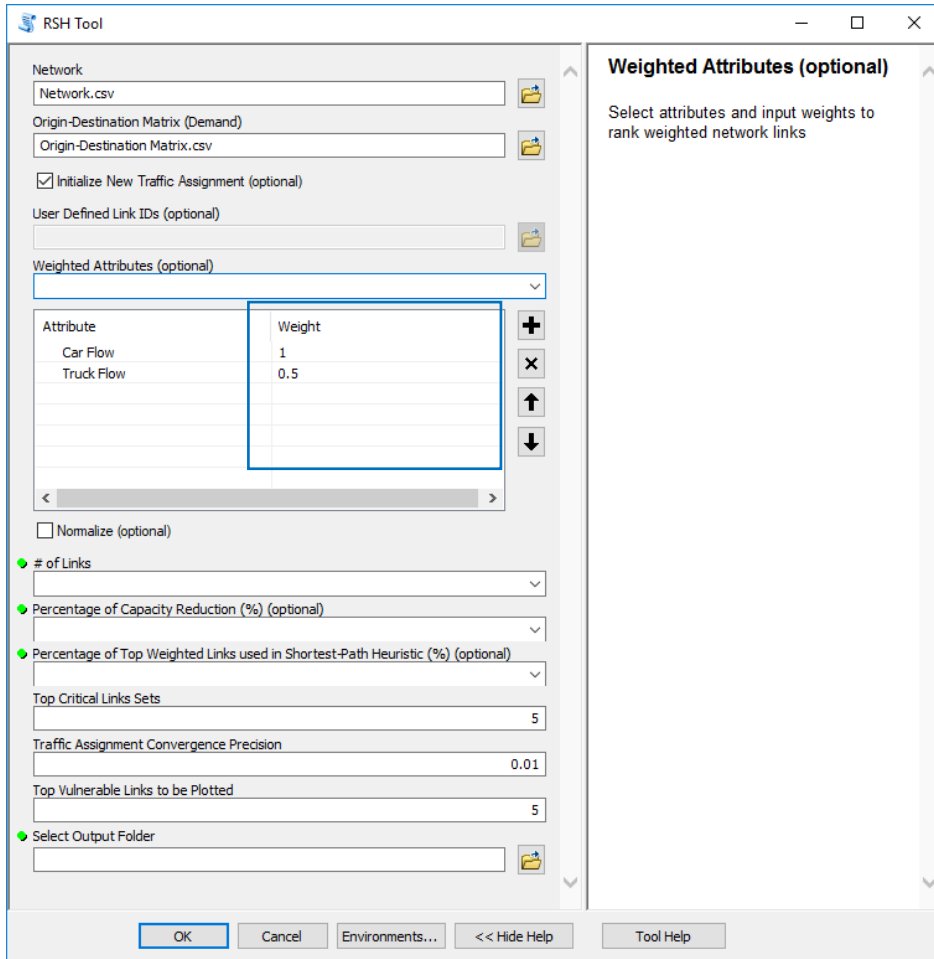 RSH Tool
Network
Network.csv
Origin-Destination Matrix (Demand)
Origin-Destination Matrix.csv
Initialize New Traffic Assignment (optional)
User Defined Link IDs (optional)
Weighted Attributes (optional)
Attribute Weight
Car Flow 1
Truck Flow 0.5
Normalize (optional)
# of Links
Percentage of Capacity Reduction (%) (optional)
Percentage of Top Weighted Links used in Shortest-Path Heuristic (%) (optional)
Top Critical Links Sets
5
Traffic Assignment Convergence Precision
0.01
Top Vulnerable Links to be Plotted
5
Select Output Folder
Weighted Attributes (optional)
Select attributes and input weights to
rank weighted network links
OK Cancel Environments... << Hide Help Tool Help